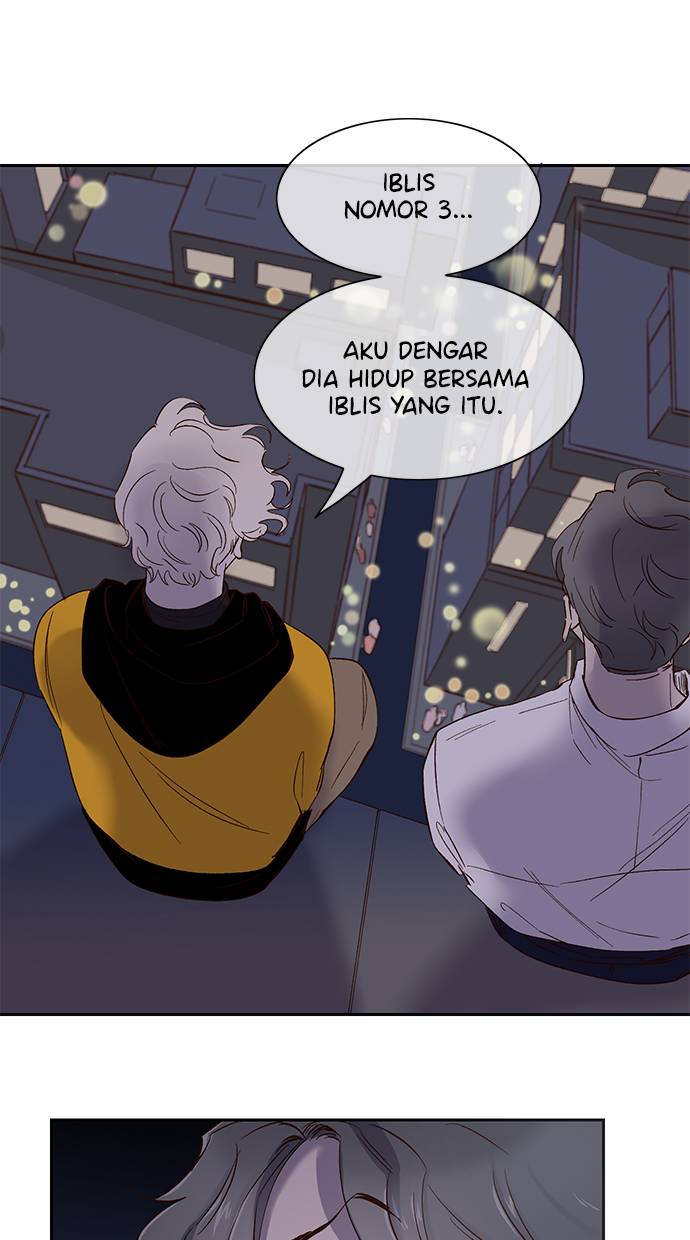 IBLIS
NOMOR 3...
AKU DENGAR
DIA HIDUP BERSAMA
IBLIS YANG ITU.